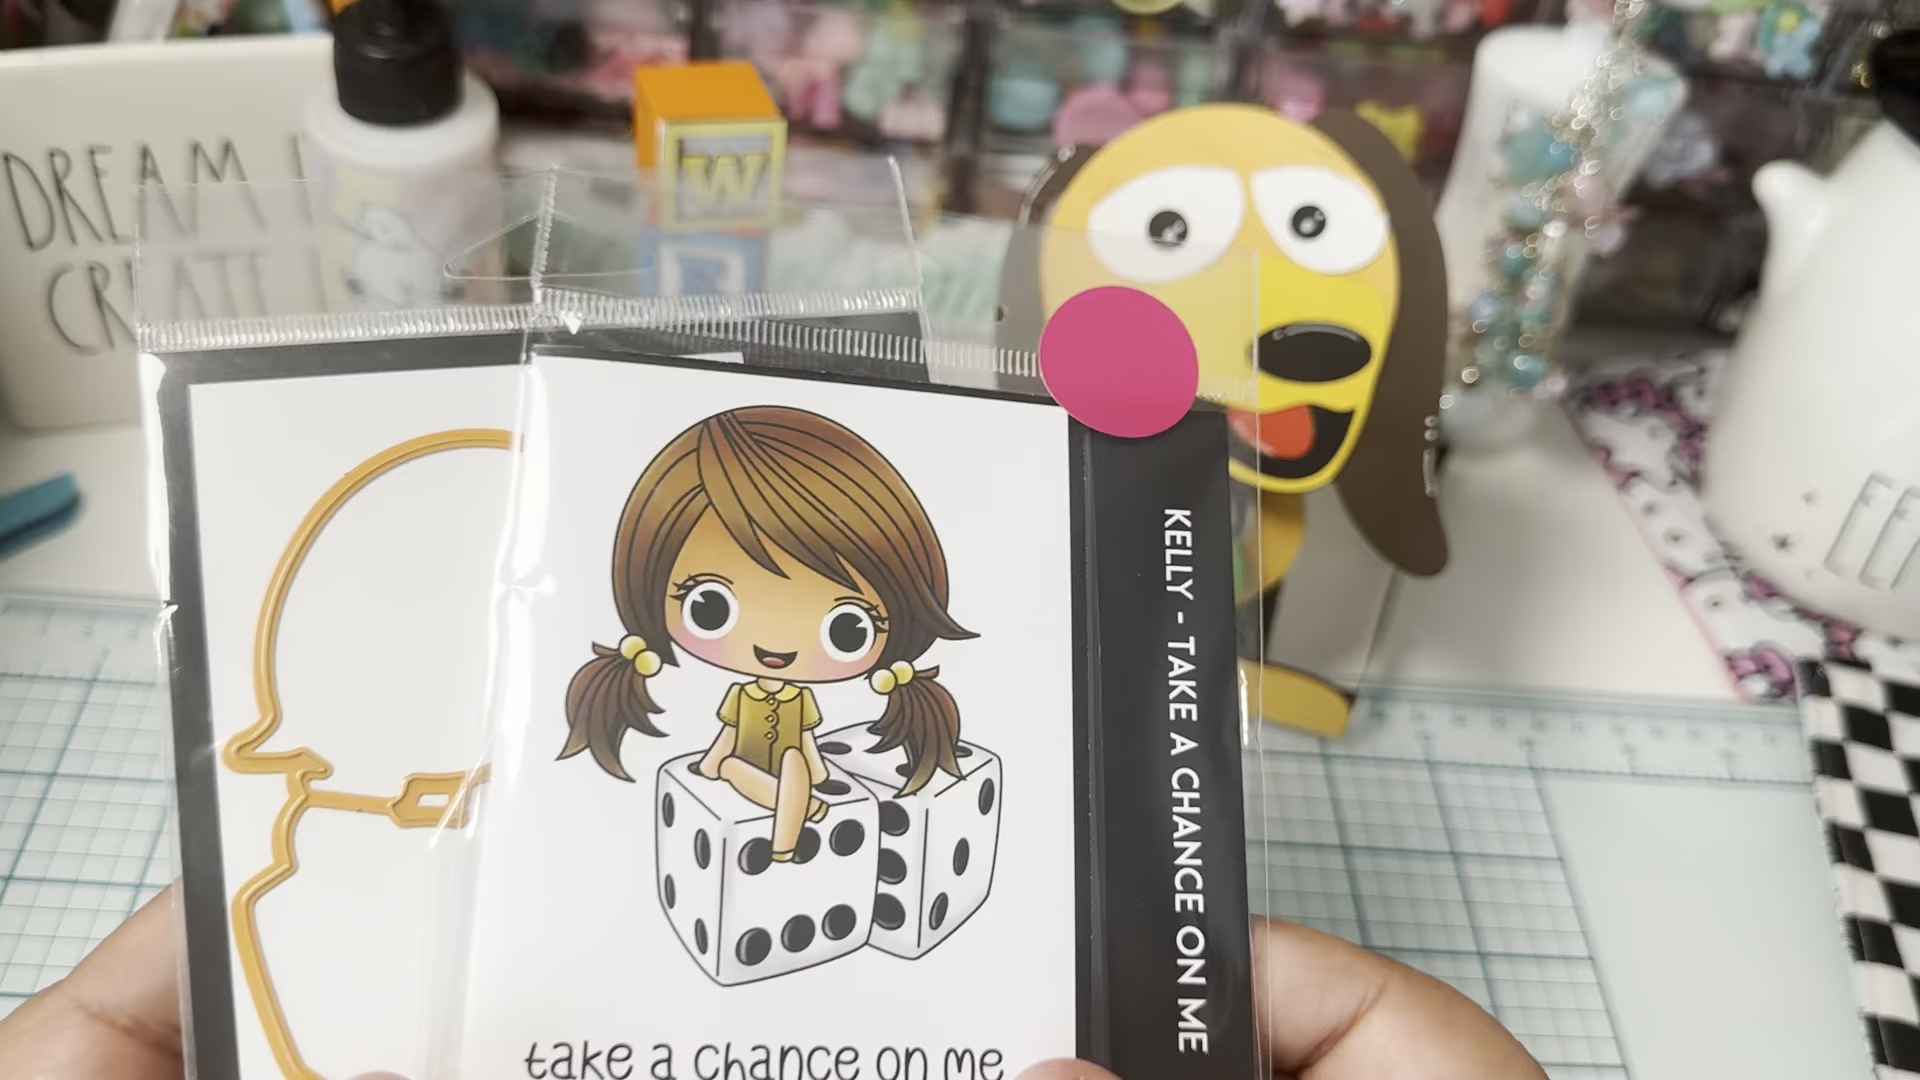 DREAM
CREATE
W
KELLY - TAKE A CHANCE ON ME
take a chance on me